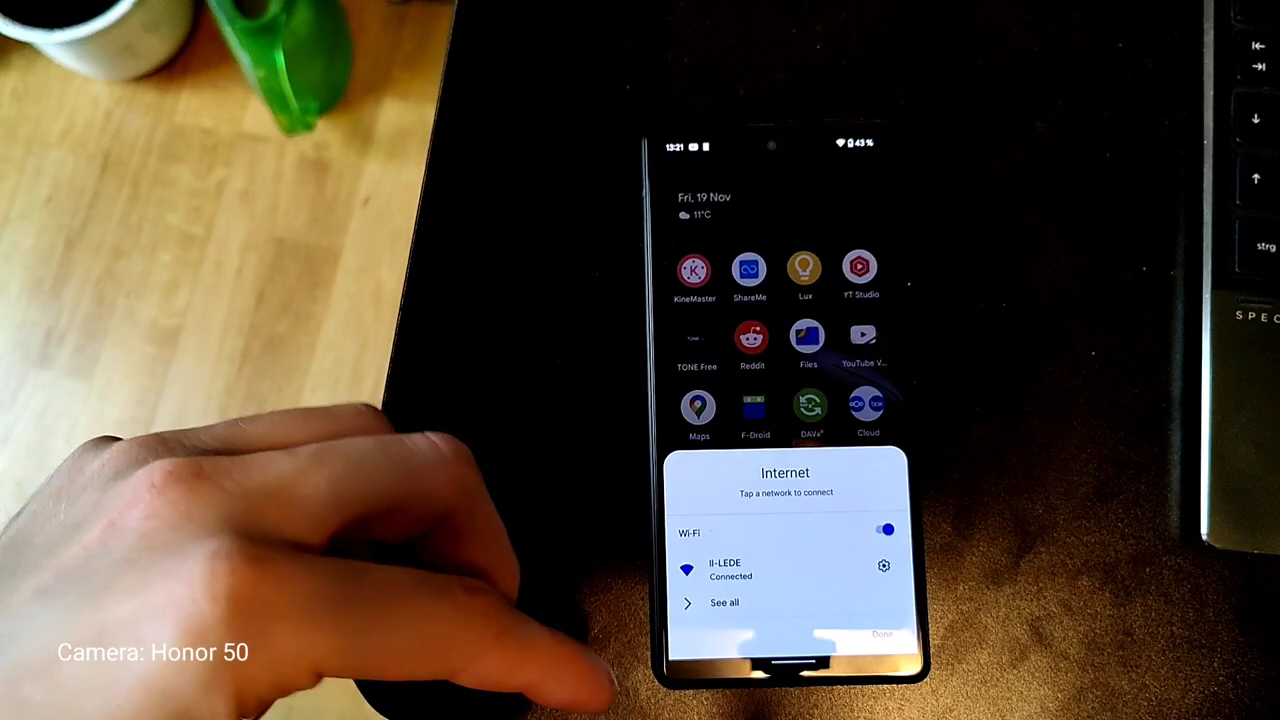 13:21
43%
Fri, 19 Nov
11°C
KineMaster
ShareMe
Lux
YT Studio
TONE Free
Reddit
Files
YouTube V...
Maps
F-Droid
DAVx⁵
Cloud
Internet
Tap a network to connect
Wi-Fi
II-LEDE
Connected
See all
Done
strg
SPEC
Camera: Honor 50